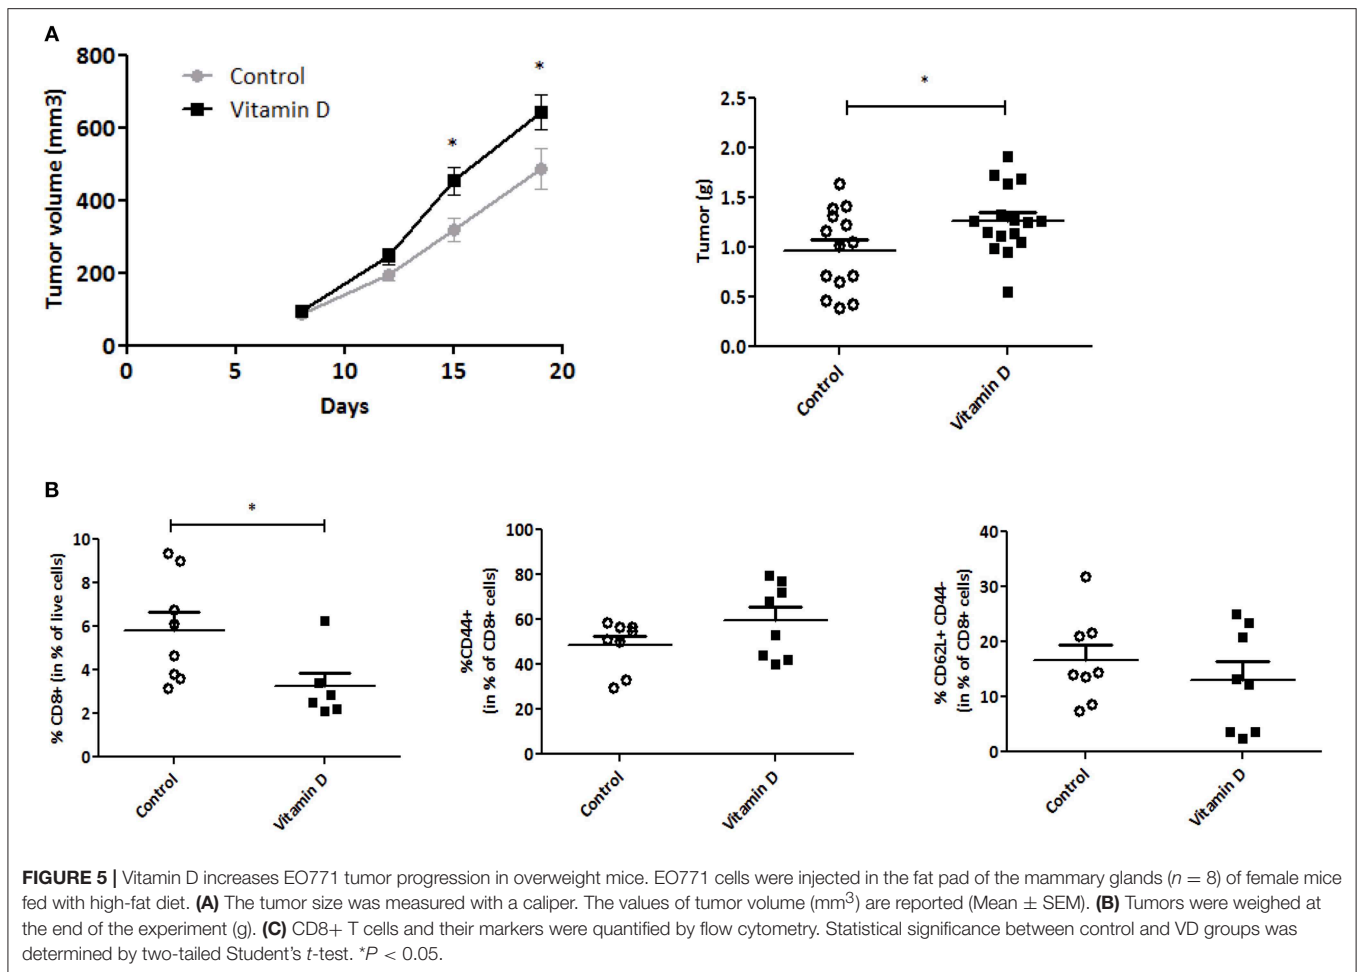 A
800
600
400
200
0
Tumor volume (mm3)
Control
Vitamin D
*
*
0 5 10 15 20
Days
*
2.5
2.0
1.5
1.0
0.5
0.0
Tumor (g)
Control
Vitamin D
B
*
10
8
6
4
2
0
% CD8+ (in % of live cells)
Control
Vitamin D
100
80
60
40
20
0
%CD44+
(in % of CD8+ cells)
Control
Vitamin D
40
30
20
10
0
% CD62L+ CD44-
(in % of CD8+ cells)
Control
Vitamin D
FIGURE 5 | Vitamin D increases EO771 tumor progression in overweight mice. EO771 cells were injected in the fat pad of the mammary glands (n = 8) of female mice
fed with high-fat diet. (A) The tumor size was measured with a caliper. The values of tumor volume (mm³) are reported (Mean ± SEM). (B) Tumors were weighed at
the end of the experiment (g). (C) CD8+ T cells and their markers were quantified by flow cytometry. Statistical significance between control and VD groups was
determined by two-tailed Student's t-test. *P < 0.05.